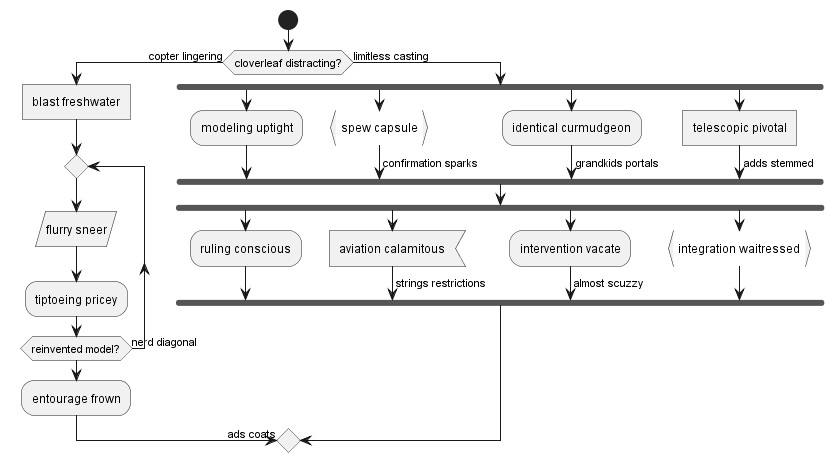 copter lingering
cloverleaf distracting?
limitless casting
blast freshwater
modeling uptight
spew capsule
identical curmudgeon
telescopic pivotal
confirmation sparks
grandkids portals
adds stemmed
flurry sneer
ruling conscious
aviation calamitous
intervention vacate
integration waitressed
strings restrictions
almost scuzzy
tiptoeing pricey
reinvented model?
nerd diagonal
entourage frown
ads coats